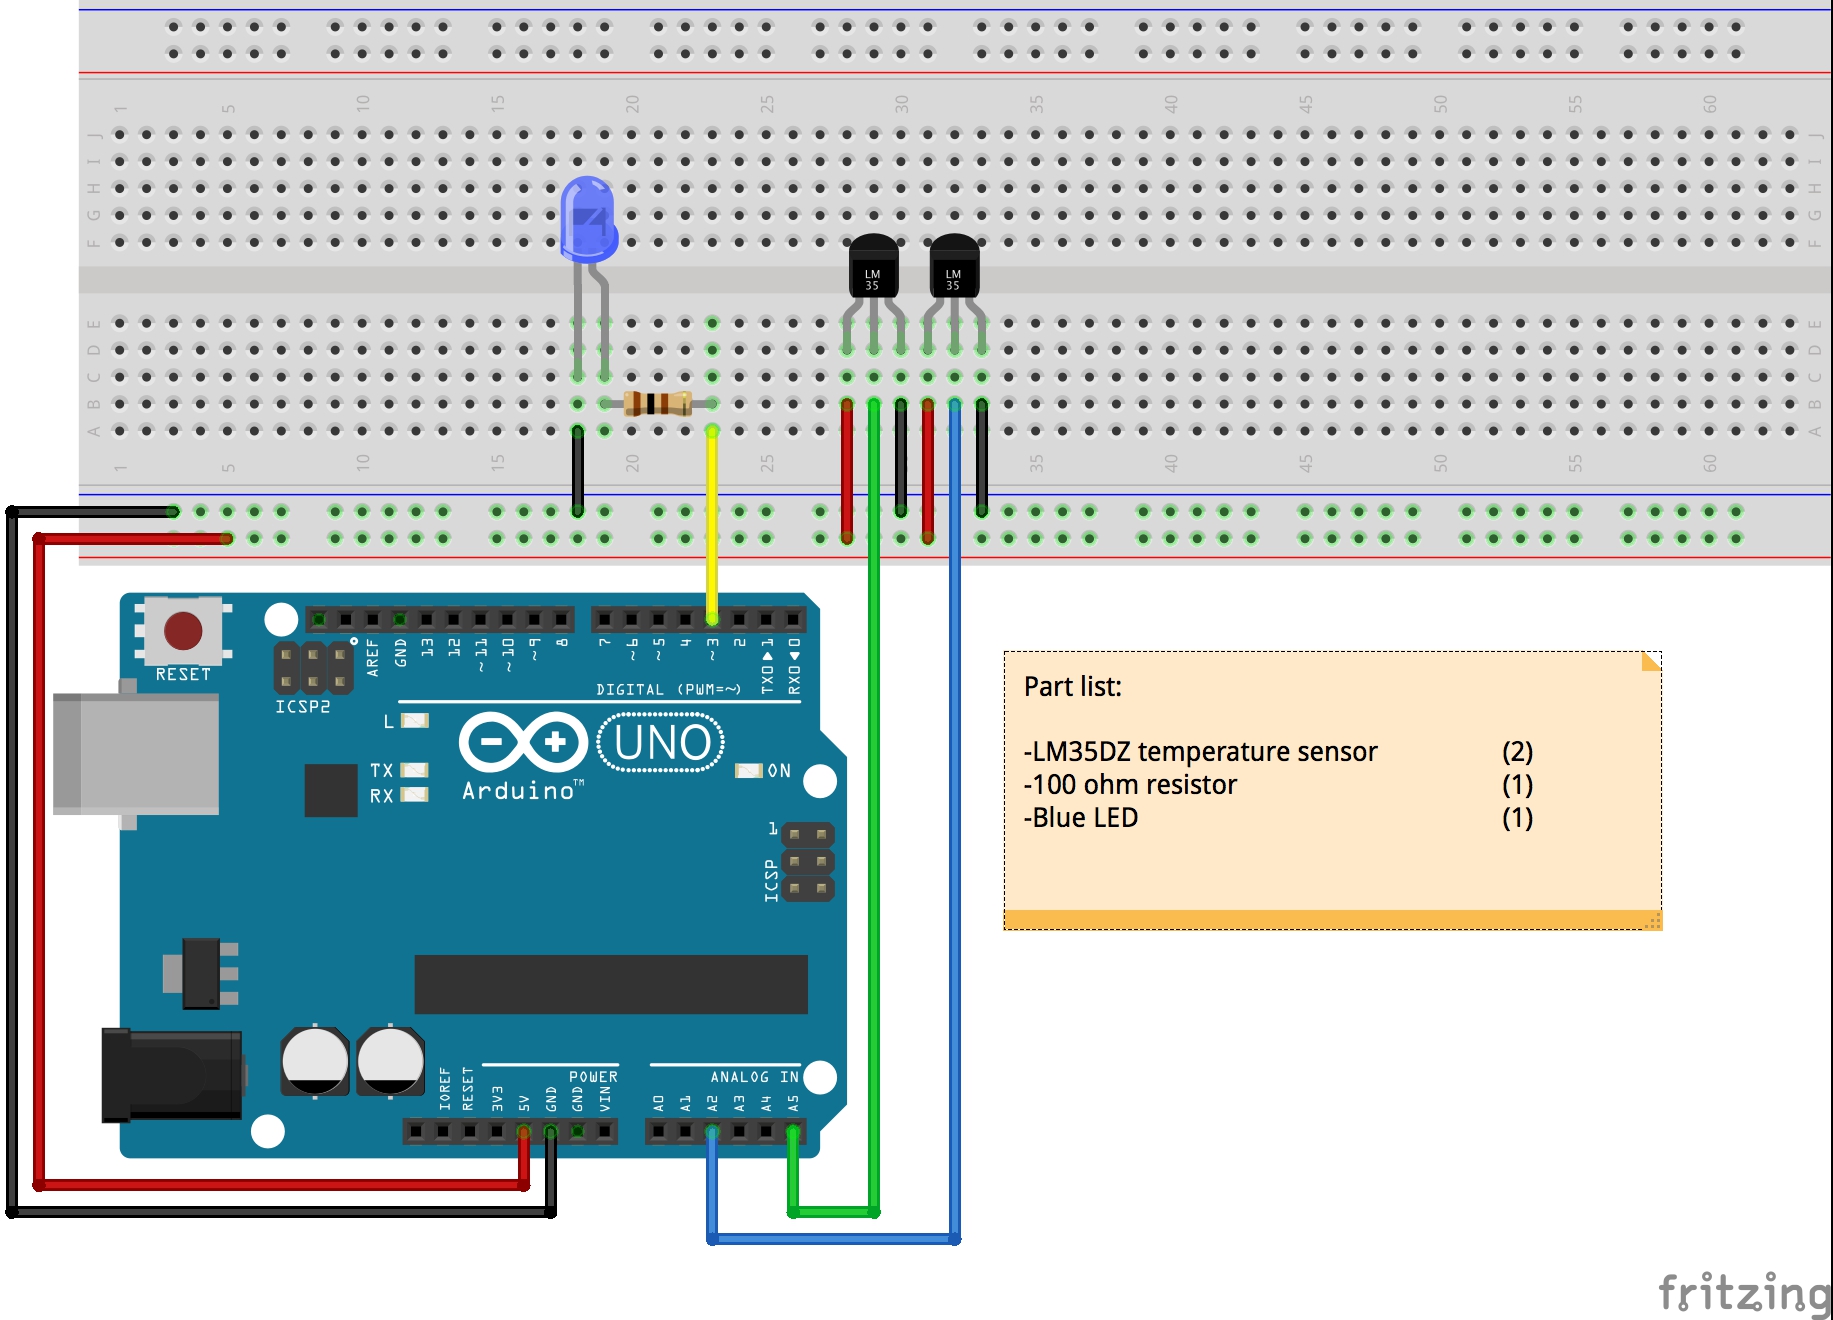 1 5 10 15 20 25 30 35 40 45 50 55 60
J J
I I
H H
G G
F F
LM
35
LM
35
E E
D D
C C
B B
A A
1 5 10 15 20 25 35 40 45 50 55 60
AREF GND 13 12 ~11 ~10 ~9 8 7 ~6 ~5 4 ~3 2 TX0▶1 RX0◀0
RESET
DIGITAL (PWM=~)
ICSP2
L
UNO
TX
RX
ON
Arduino™
1
ICSP
POWER
ANALOG IN
IOREF RESET 3V3 5V GND GND VIN A0 A1 A2 A3 A4 A5
Part list:
-LM35DZ temperature sensor (2)
-100 ohm resistor (1)
-Blue LED (1)
fritzing